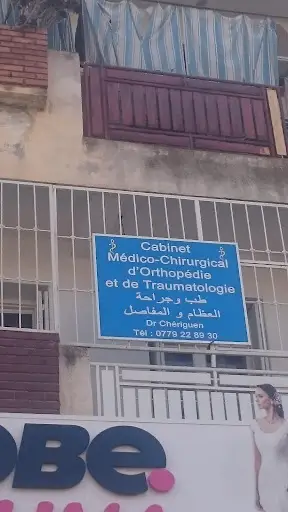 Cabinet
Médico-Chirurgical
d'Orthopédie
et de Traumatologie
طب وجراحة
العظام و المفاصل
Dr Chériguen
Tél : 0779 22 89 30
OBE